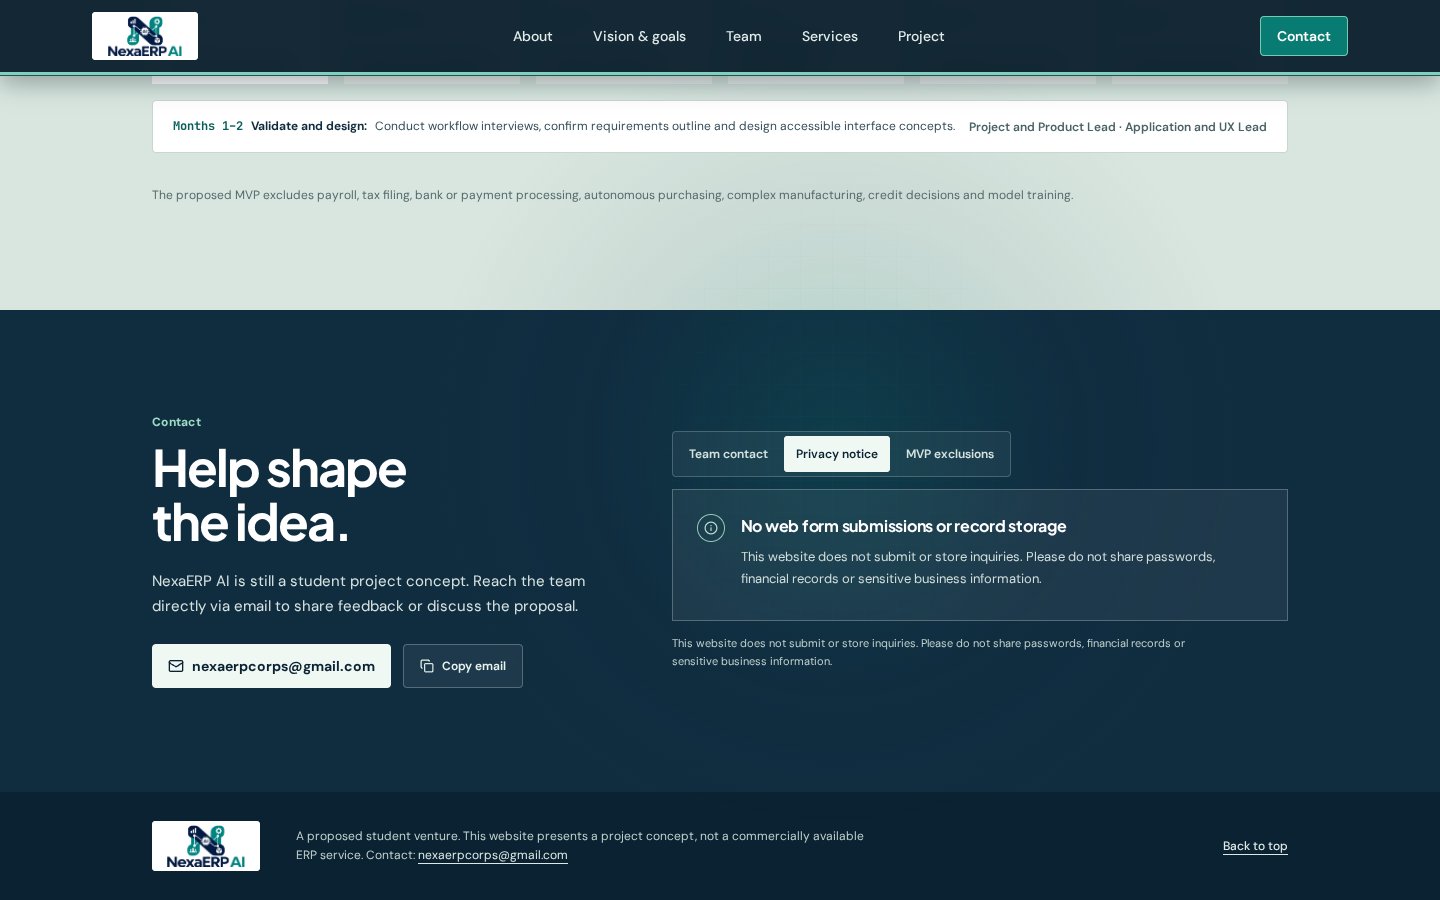 NexaERP AI
About
Vision & goals
Team
Services
Project
Contact
Months 1–2 Validate and design: Conduct workflow interviews, confirm requirements outline and design accessible interface concepts. Project and Product Lead · Application and UX Lead
The proposed MVP excludes payroll, tax filing, bank or payment processing, autonomous purchasing, complex manufacturing, credit decisions and model training.
Contact
Help shape
the idea.
NexaERP AI is still a student project concept. Reach the team
directly via email to share feedback or discuss the proposal.
nexaerpcorps@gmail.com
Copy email
Team contact
Privacy notice
MVP exclusions
No web form submissions or record storage
This website does not submit or store inquiries. Please do not share passwords,
financial records or sensitive business information.
This website does not submit or store inquiries. Please do not share passwords, financial records or
sensitive business information.
NexaERP AI
A proposed student venture. This website presents a project concept, not a commercially available
ERP service. Contact: nexaerpcorps@gmail.com
Back to top